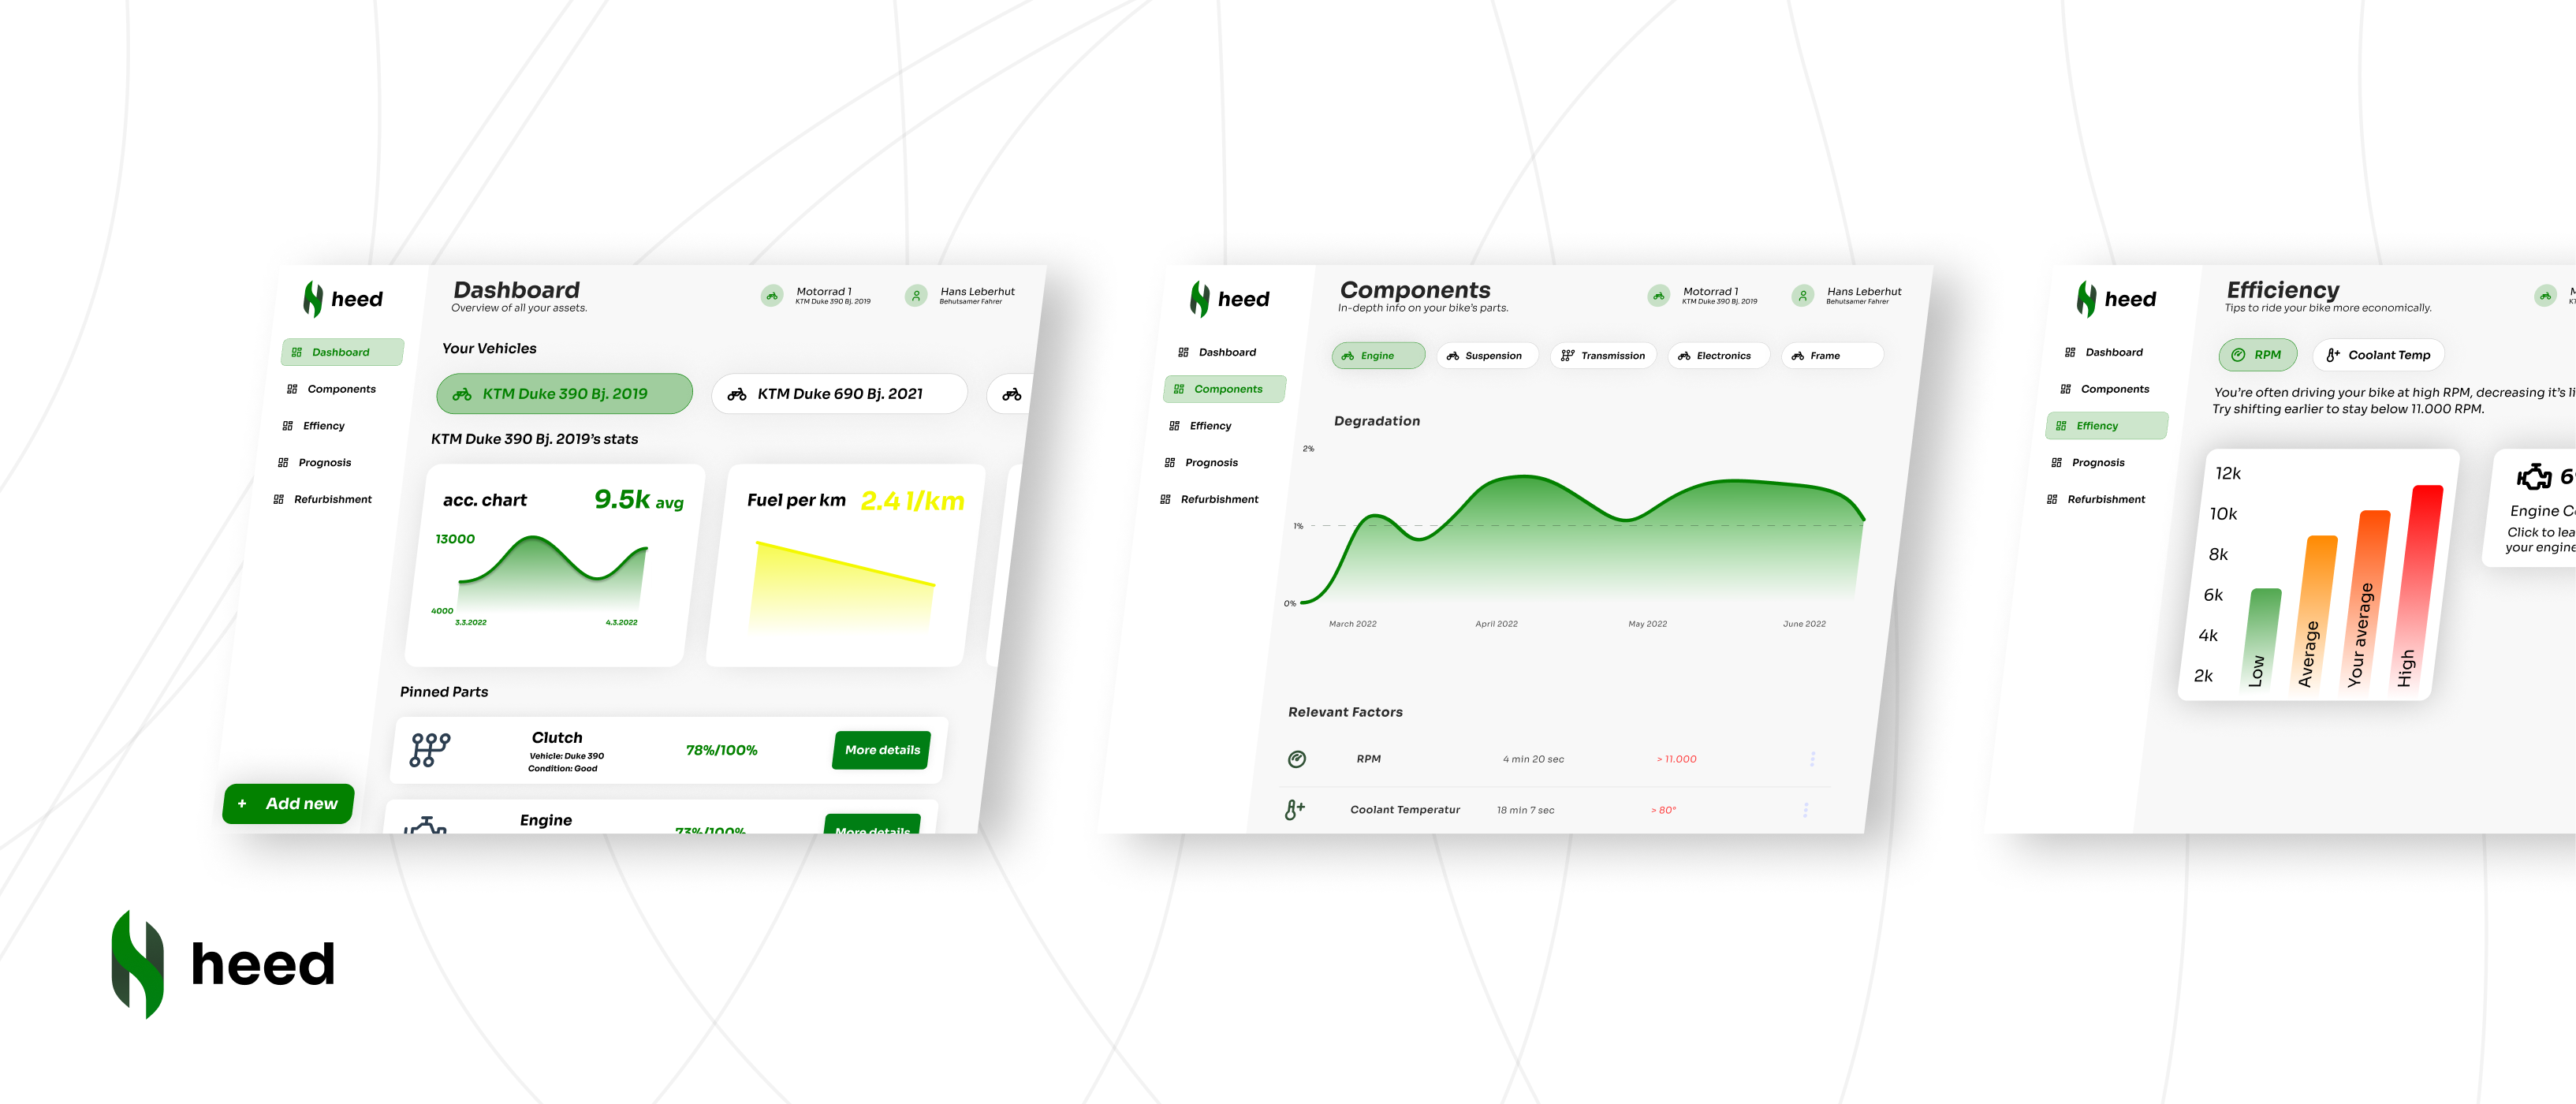 heed
Dashboard
Components
Effiency
Prognosis
Refurbishment
+ Add new
Dashboard
Overview of all your assets.
Motorrad 1
KTM Duke 390 Bj. 2019
Hans Leberhut
Behutsamer Fahrer
Your Vehicles
KTM Duke 390 Bj. 2019
KTM Duke 690 Bj. 2021
KTM Duke 390 Bj. 2019's stats
acc. chart
9.5k avg
13000
4000
3.3.2022
4.3.2022
Fuel per km
2.4 l/km
Pinned Parts
Clutch
Vehicle: Duke 390
Condition: Good
78%/100%
More details
Engine
73%/100%
More details
heed
Dashboard
Components
Effiency
Prognosis
Refurbishment
Components
In-depth info on your bike's parts.
Motorrad 1
KTM Duke 390 Bj. 2019
Hans Leberhut
Behutsamer Fahrer
Engine
Suspension
Transmission
Electronics
Frame
Degradation
2%
1%
0%
March 2022
April 2022
May 2022
June 2022
Relevant Factors
RPM
4 min 20 sec
> 11.000
Coolant Temperatur
18 min 7 sec
> 80°
heed
Dashboard
Components
Effiency
Prognosis
Refurbishment
Efficiency
Tips to ride your bike more economically.
RPM
Coolant Temp
You're often driving your bike at high RPM, decreasing it's
Try shifting earlier to stay below 11.000 RPM.
12k
10k
8k
6k
4k
2k
Low
Average
Your average
High
Engine
Click to
your engine
heed